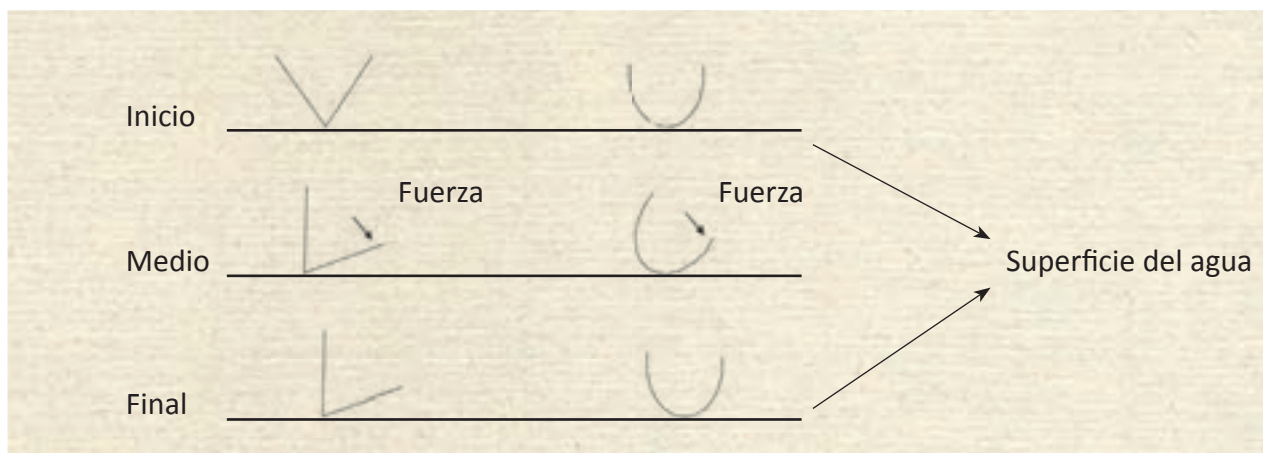 Inicio
Fuerza
Fuerza
Medio
Superficie del agua
Final